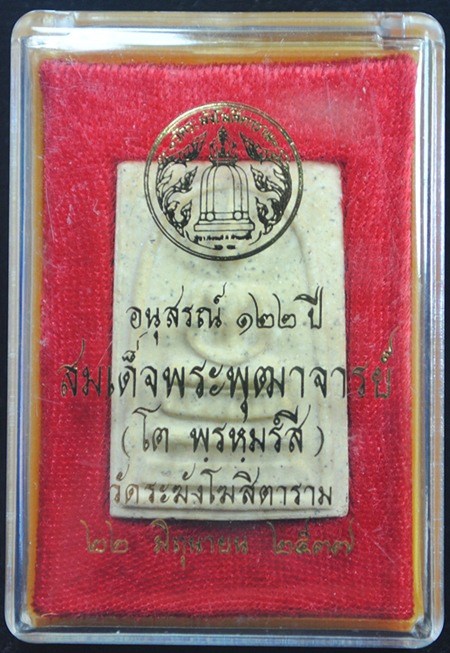 อนุสรณ์ ๑๒๒ ปี
สมเด็จพระพุฒาจารย์
(โต พฺรหฺมรํสี)
วัดระฆังโฆสิตาราม
๒๒ มิถุนายน ๒๕๓๗